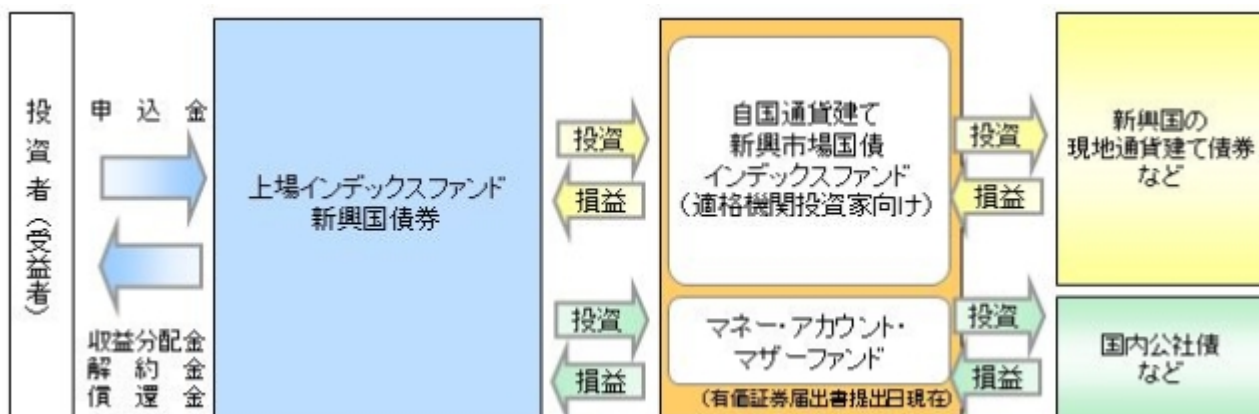 投資者（受益者）
申込金
収益分配金
解約金
償還金
上場インデックスファンド
新興国債券
投資
損益
投資
損益
自国通貨建て
新興市場国債
インデックスファンド
（適格機関投資家向け）
マネー・アカウント・
マザーファンド
（有価証券届出書提出日現在）
投資
損益
投資
損益
新興国の
現地通貨建て債券
など
国内公社債
など